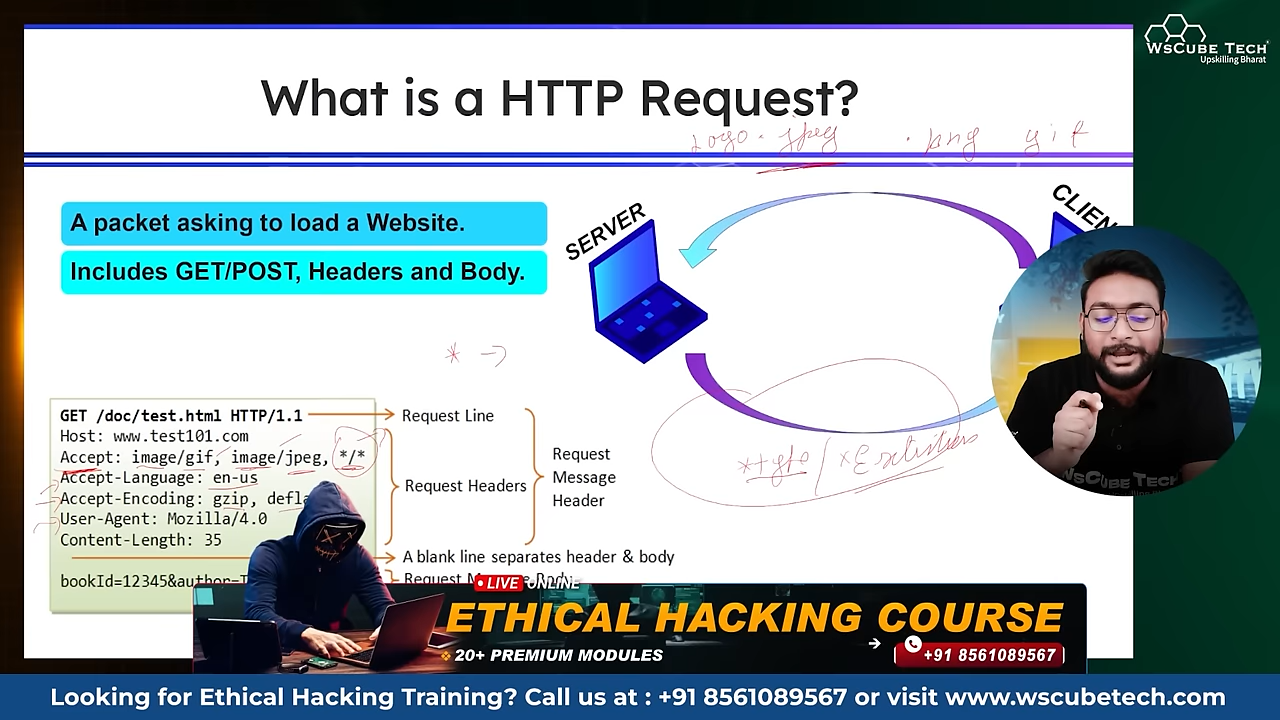 WsCube Tech
Upskilling Bharat
What is a HTTP Request?
Logo.jpeg .png gif
A packet asking to load a Website.
Includes GET/POST, Headers and Body.
SERVER
CLIEN
* →
GET /doc/test.html HTTP/1.1
Request Line
Host: www.test101.com
Accept: image/gif, image/jpeg, */*
Accept-Language: en-us
Accept-Encoding: gzip, defla
User-Agent: Mozilla/4.0
Content-Length: 35
Request Headers
Request
Message
Header
A blank line separates header & body
bookId=12345&author=T
Request M
LIVE ONLINE
ETHICAL HACKING COURSE
20+ PREMIUM MODULES
+91 8561089567
Looking for Ethical Hacking Training? Call us at : +91 8561089567 or visit www.wscubetech.com